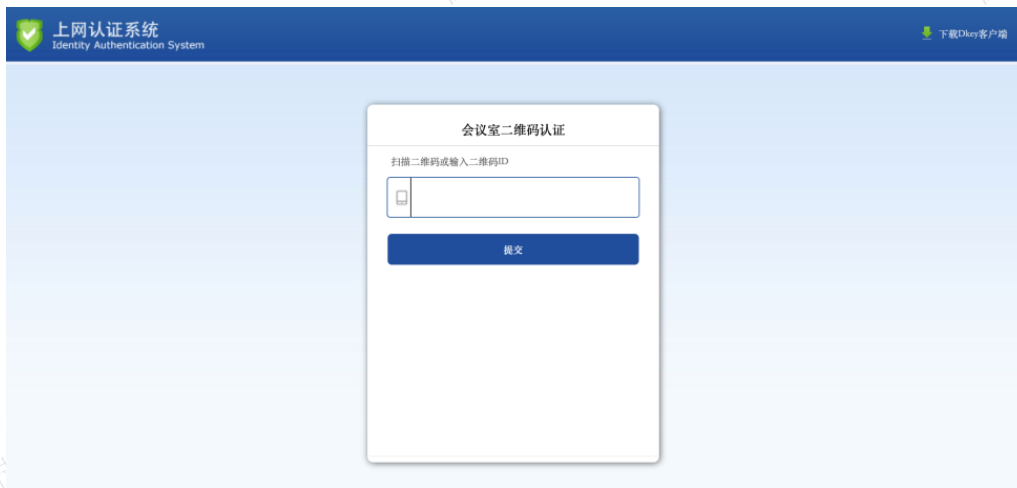 上网认证系统
Identity Authentication System
下载Dkey客户端
会议室二维码认证
扫描二维码或输入二维码ID
提交